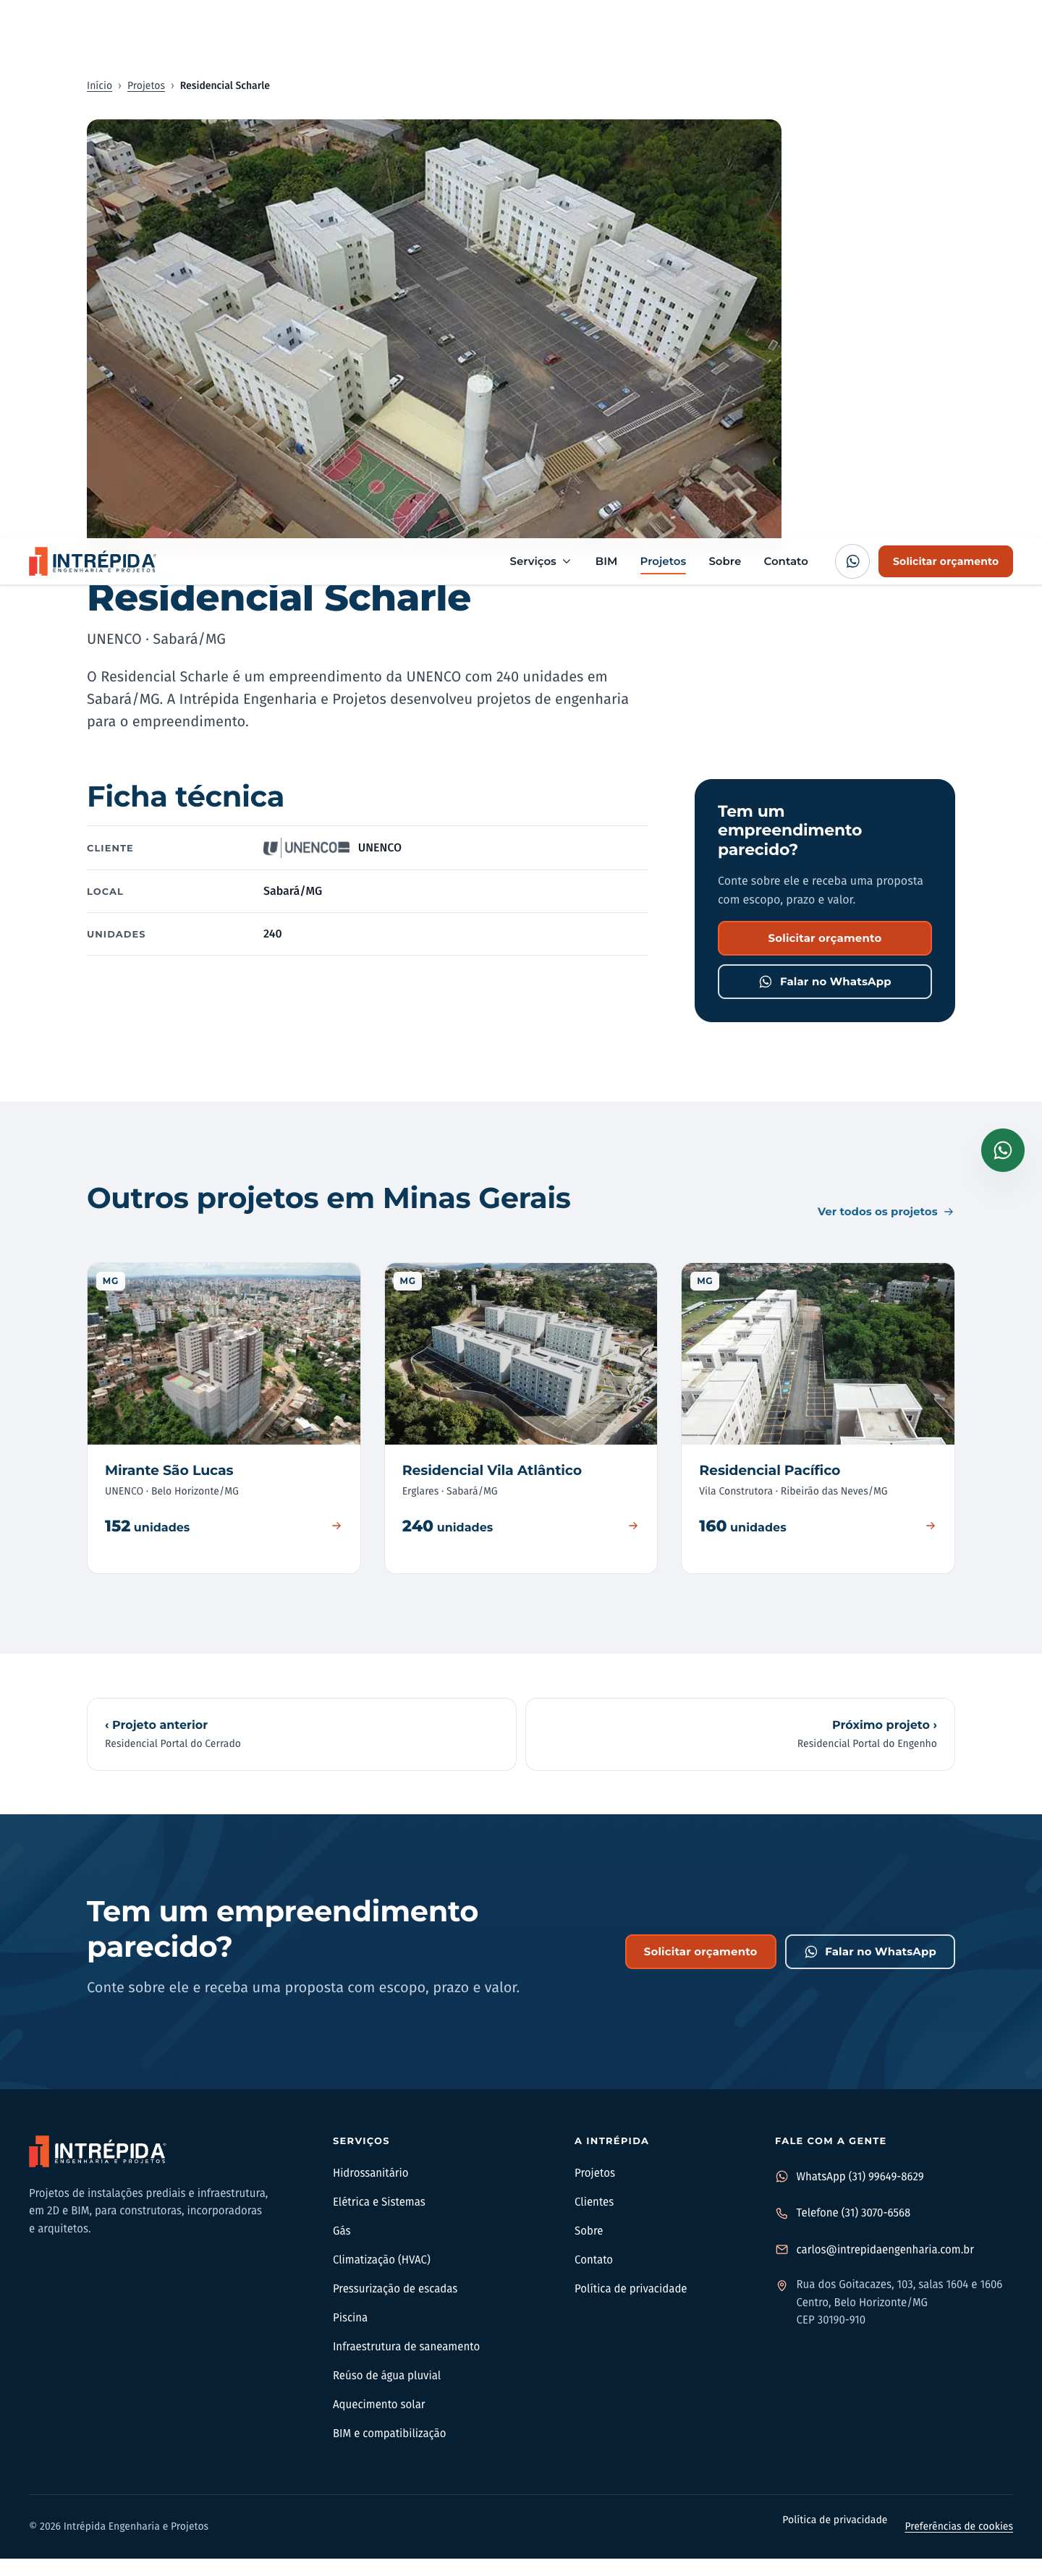 Início › Projetos › Residencial Scharle
INTRÉPIDA
ENGENHARIA E PROJETOS
Serviços
BIM
Projetos
Sobre
Contato
Solicitar orçamento
Residencial Scharle
UNENCO · Sabará/MG
O Residencial Scharle é um empreendimento da UNENCO com 240 unidades em
Sabará/MG. A Intrépida Engenharia e Projetos desenvolveu projetos de engenharia
para o empreendimento.
Ficha técnica
CLIENTE
UNENCO UNENCO
LOCAL
Sabará/MG
UNIDADES
240
Tem um
empreendimento
parecido?
Conte sobre ele e receba uma proposta
com escopo, prazo e valor.
Solicitar orçamento
Falar no WhatsApp
Outros projetos em Minas Gerais
Ver todos os projetos →
MG
Mirante São Lucas
UNENCO · Belo Horizonte/MG
152 unidades →
MG
Residencial Vila Atlântico
Erglares · Sabará/MG
240 unidades →
MG
Residencial Pacífico
Vila Construtora · Ribeirão das Neves/MG
160 unidades →
‹ Projeto anterior
Residencial Portal do Cerrado
Próximo projeto ›
Residencial Portal do Engenho
Tem um empreendimento
parecido?
Conte sobre ele e receba uma proposta com escopo, prazo e valor.
Solicitar orçamento
Falar no WhatsApp
INTRÉPIDA
ENGENHARIA E PROJETOS
Projetos de instalações prediais e infraestrutura,
em 2D e BIM, para construtoras, incorporadoras
e arquitetos.
SERVIÇOS
Hidrossanitário
Elétrica e Sistemas
Gás
Climatização (HVAC)
Pressurização de escadas
Piscina
Infraestrutura de saneamento
Reúso de água pluvial
Aquecimento solar
BIM e compatibilização
A INTRÉPIDA
Projetos
Clientes
Sobre
Contato
Política de privacidade
FALE COM A GENTE
WhatsApp (31) 99649-8629
Telefone (31) 3070-6568
carlos@intrepidaengenharia.com.br
Rua dos Goitacazes, 103, salas 1604 e 1606
Centro, Belo Horizonte/MG
CEP 30190-910
© 2026 Intrépida Engenharia e Projetos
Política de privacidade
Preferências de cookies